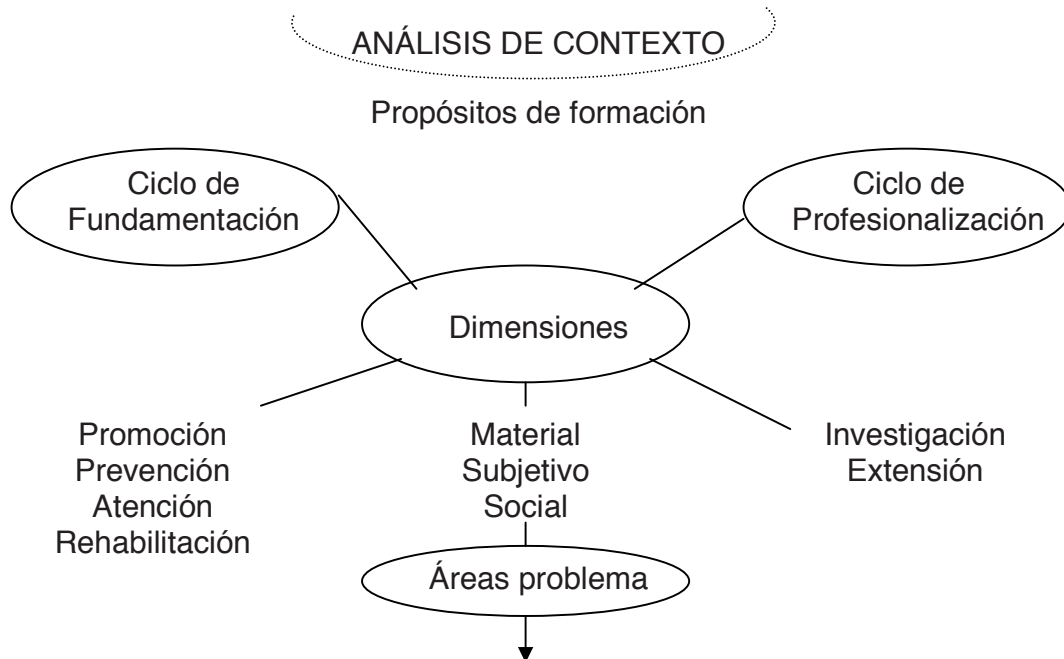 ANÁLISIS DE CONTEXTO
Propósitos de formación
Ciclo de
Fundamentación
Ciclo de
Profesionalización
Dimensiones
Promoción
Prevención
Atención
Rehabilitación
Material
Subjetivo
Social
Investigación
Extensión
Áreas problema